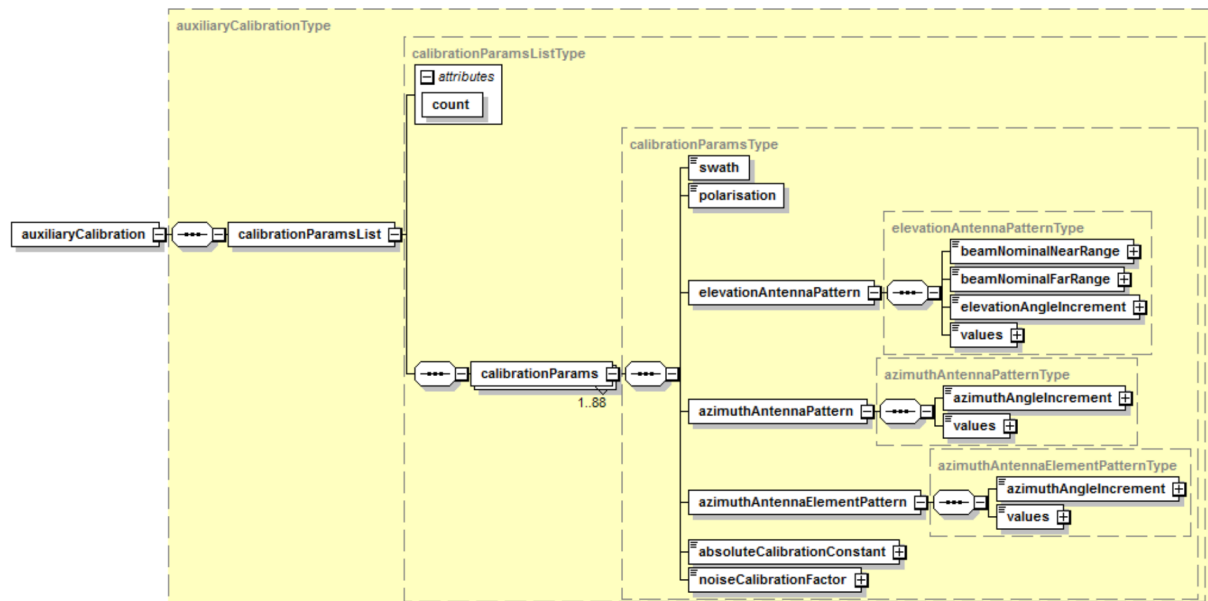 auxiliaryCalibrationType
calibrationParamsListType
attributes
count
calibrationParamsType
swath
polarisation
auxiliaryCalibration
calibrationParamsList
elevationAntennaPatternType
beamNominalNearRange
beamNominalFarRange
elevationAntennaPattern
elevationAngleIncrement
values
calibrationParams
1..88
azimuthAntennaPatternType
azimuthAngleIncrement
azimuthAntennaPattern
values
azimuthAntennaElementPatternType
azimuthAngleIncrement
azimuthAntennaElementPattern
values
absoluteCalibrationConstant
noiseCalibrationFactor